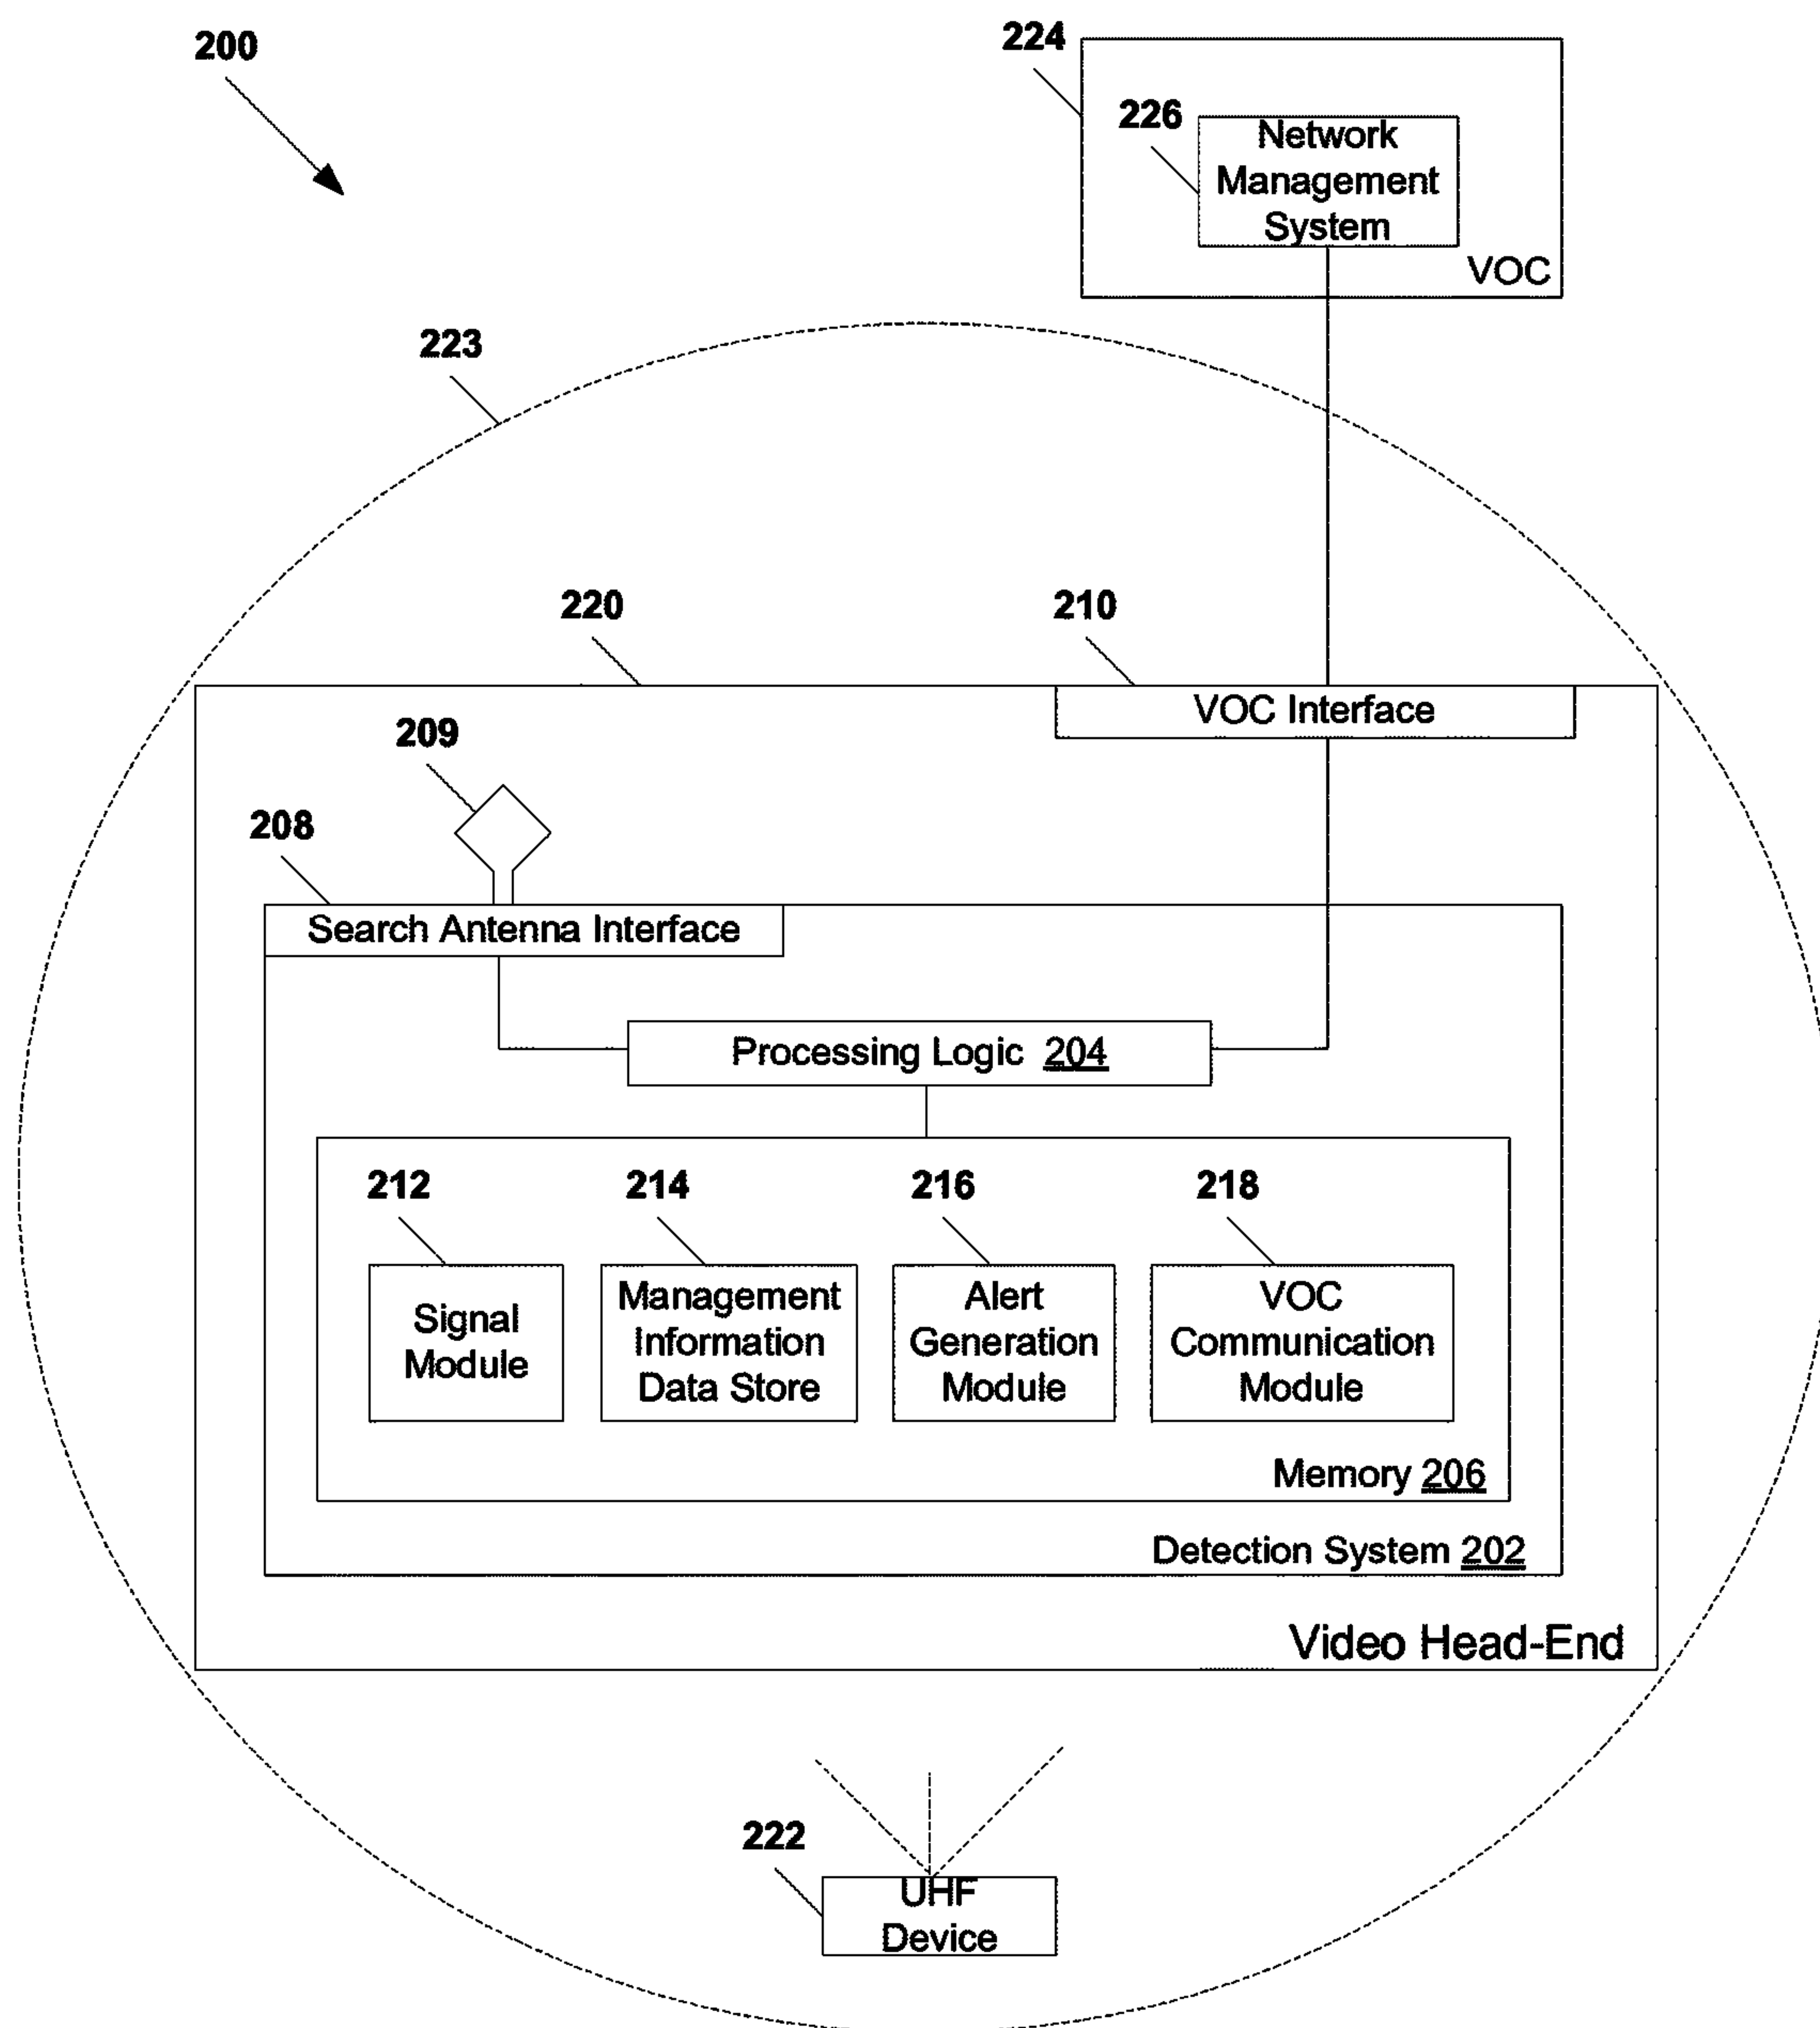 200
224
226
Network
Management
System
VOC
223
220
210
VOC Interface
209
208
Search Antenna Interface
Processing Logic 204
212
214
216
218
Signal
Module
Management
Information
Data Store
Alert
Generation
Module
VOC
Communication
Module
Memory 206
Detection System 202
Video Head-End
222
UHF
Device